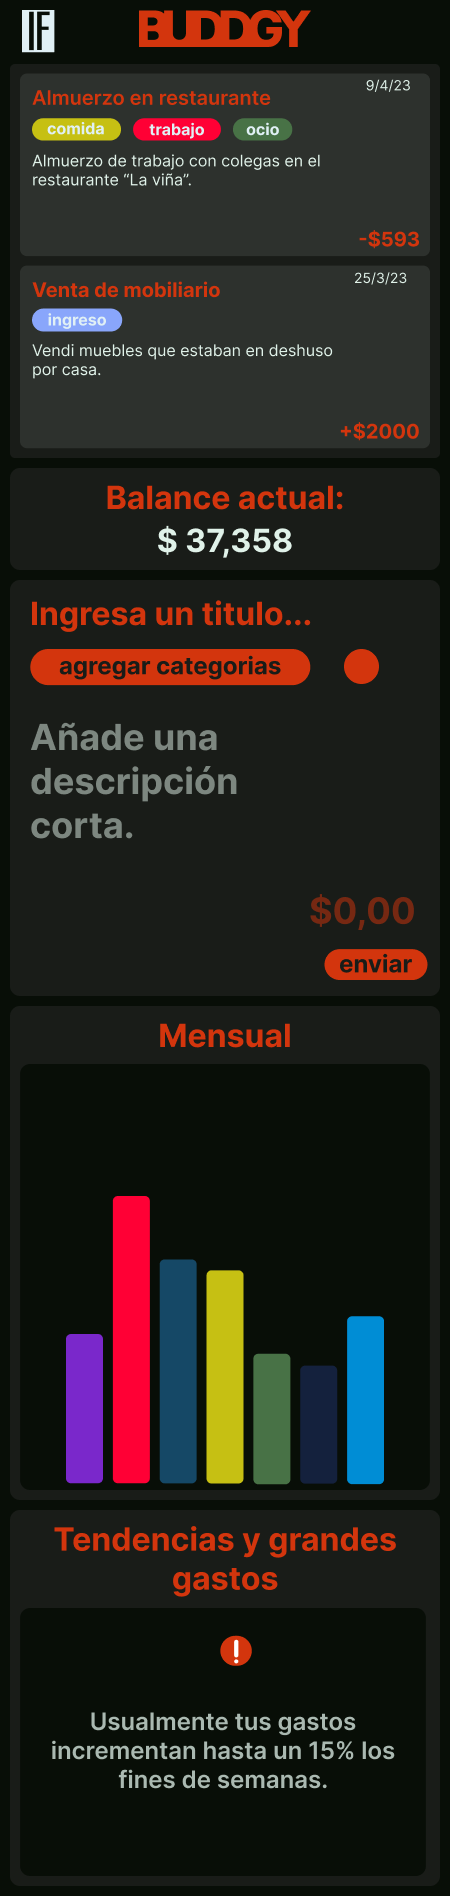 IF
BUDDGY
Almuerzo en restaurante
9/4/23
comida
trabajo
ocio
Almuerzo de trabajo con colegas en el
restaurante “La viña”.
-$593
Venta de mobiliario
25/3/23
ingreso
Vendi muebles que estaban en deshuso
por casa.
+$2000
Balance actual:
$ 37,358
Ingresa un titulo...
agregar categorias
Añade una
descripción
corta.
$0,00
enviar
Mensual
Tendencias y grandes
gastos
!
Usualmente tus gastos
incrementan hasta un 15% los
fines de semanas.